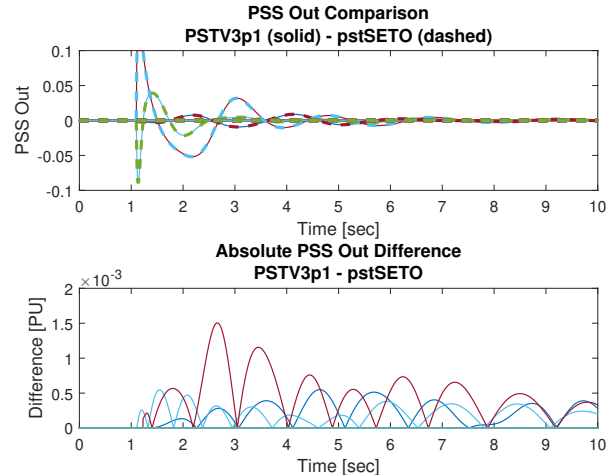 PSS Out Comparison
PSTV3p1 (solid) - pstSETO (dashed)
0.1
0.05
0
-0.05
-0.1
PSS Out
0 1 2 3 4 5 6 7 8 9 10
Time [sec]
Absolute PSS Out Difference
PSTV3p1 - pstSETO
×10⁻³
2
1.5
1
0.5
0
Difference [PU]
0 1 2 3 4 5 6 7 8 9 10
Time [sec]